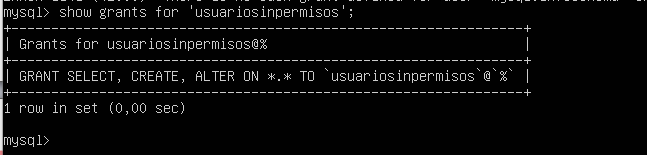 mysql> show grants for 'usuariosinpermisos';
+-----------------------------------------------------------------+
| Grants for usuariosinpermisos@% |
+-----------------------------------------------------------------+
| GRANT SELECT, CREATE, ALTER ON *.* TO `usuariosinpermisos`@`%` |
+-----------------------------------------------------------------+
1 row in set (0,00 sec)
mysql>